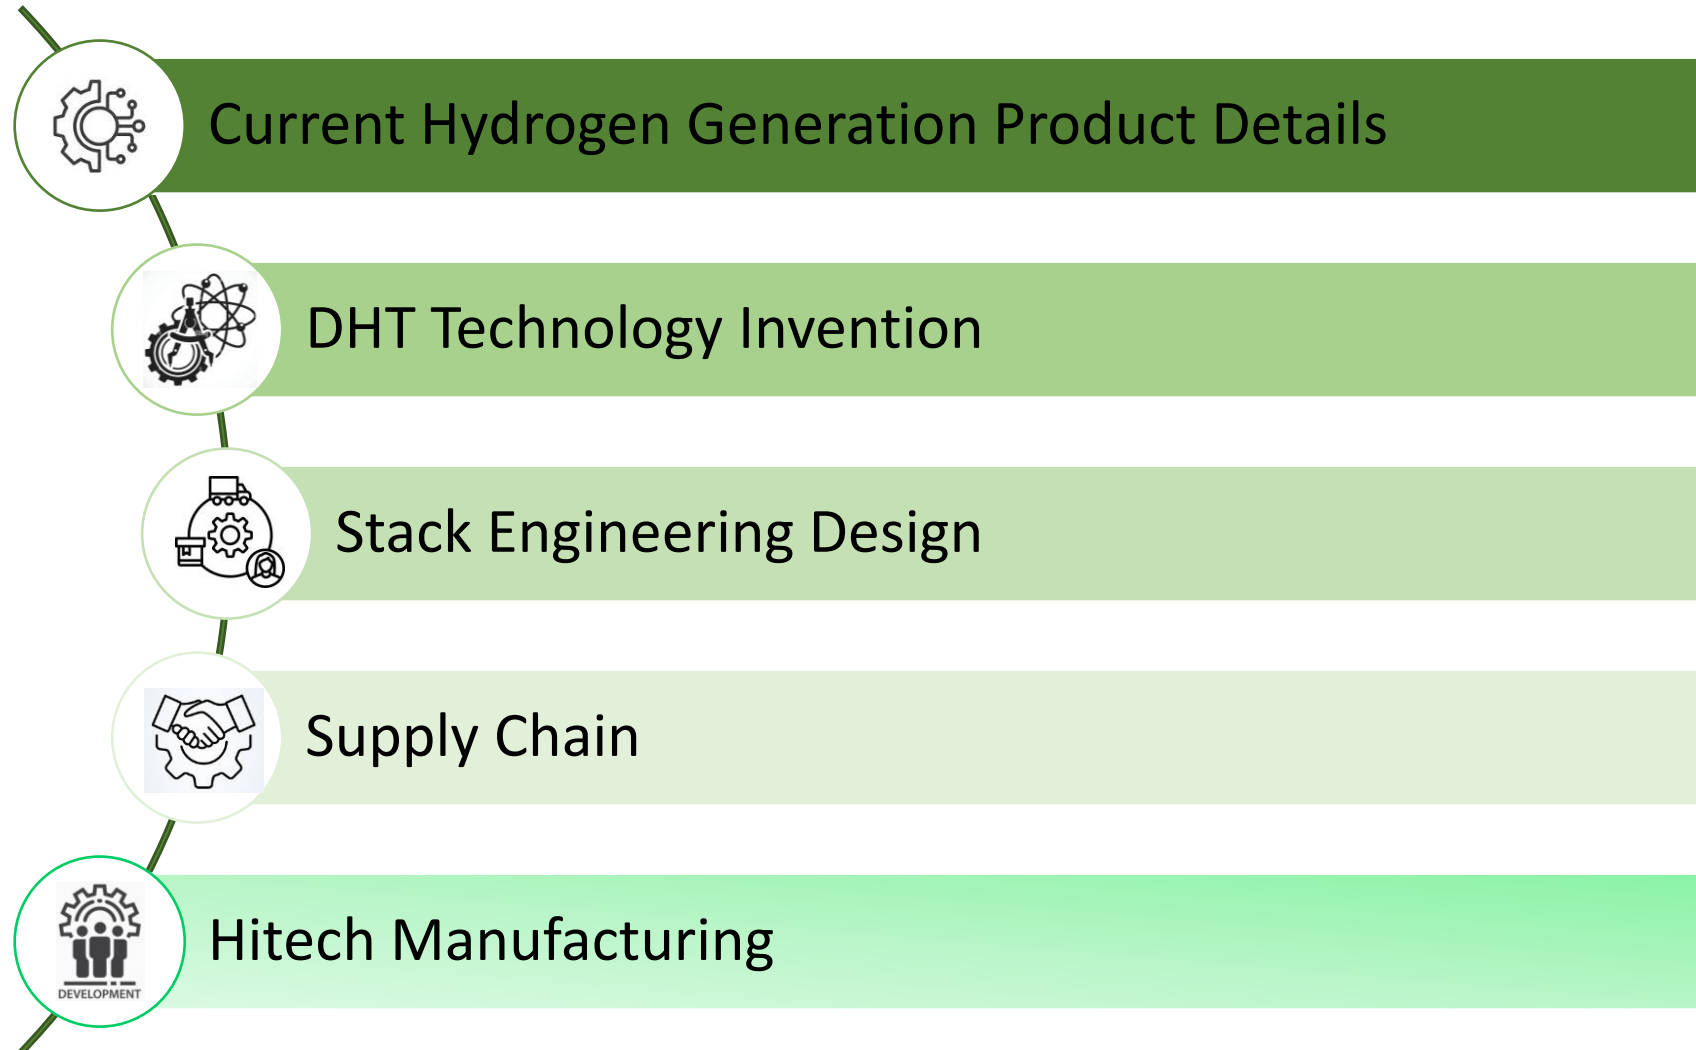 Current Hydrogen Generation Product Details
DHT Technology Invention
Stack Engineering Design
Supply Chain
Hitech Manufacturing
DEVELOPMENT